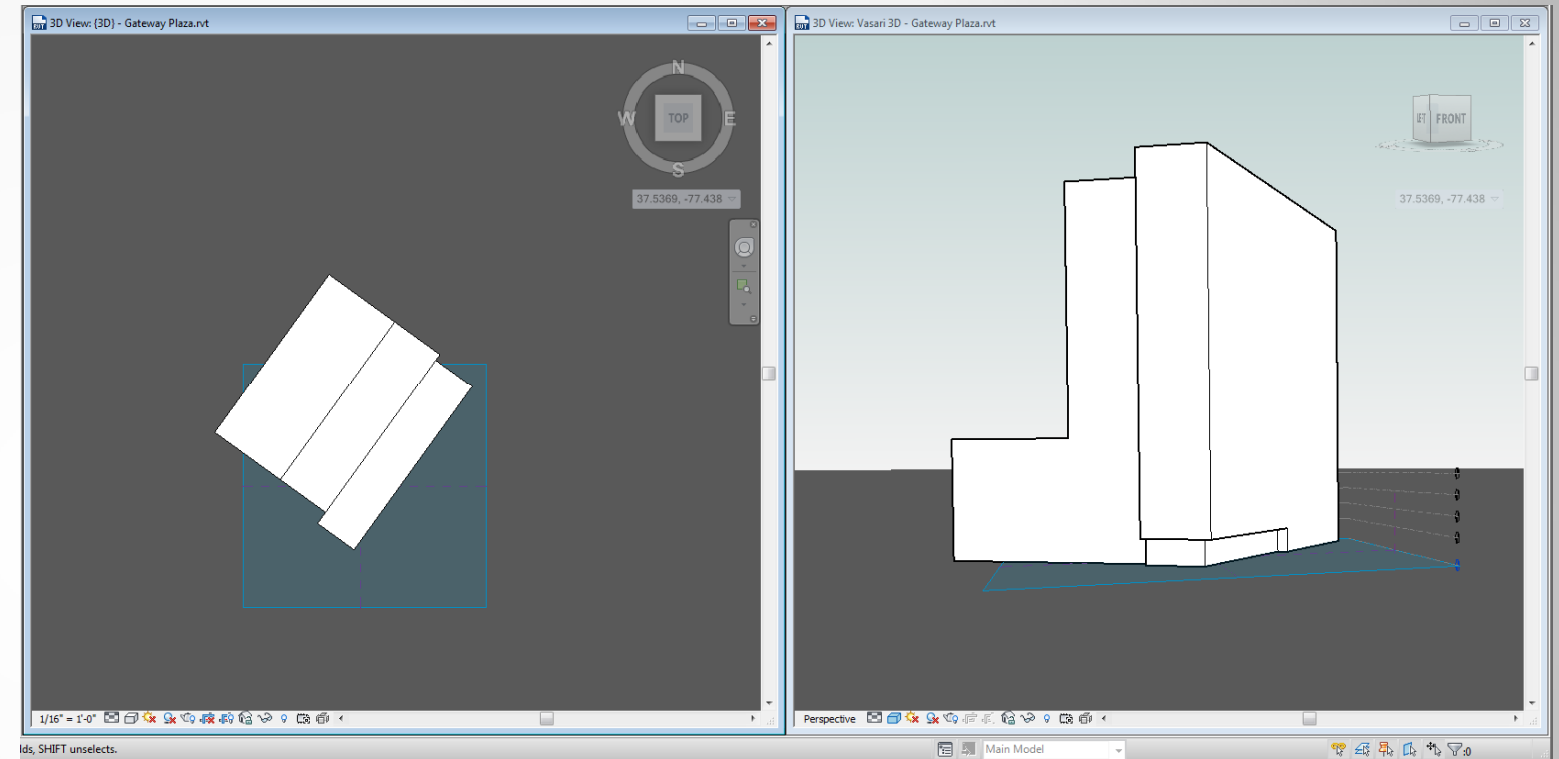 3D View: {3D} - Gateway Plaza.rvt
3D View: Vasari 3D - Gateway Plaza.rvt
N
W
TOP
E
S
37.5369, -77.438
FRONT
37.5369, -77.438
1/16" = 1'-0"
Perspective
lds, SHIFT unselects.
Main Model
:0